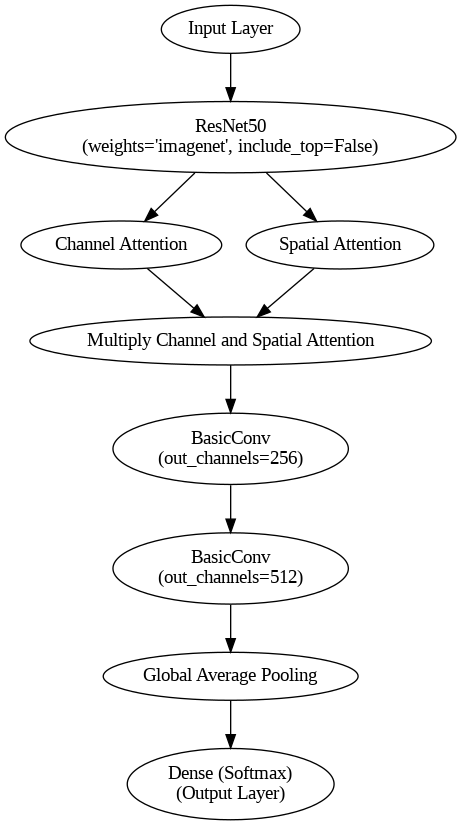 Input Layer
ResNet50
(weights='imagenet', include_top=False)
Channel Attention
Spatial Attention
Multiply Channel and Spatial Attention
BasicConv
(out_channels=256)
BasicConv
(out_channels=512)
Global Average Pooling
Dense (Softmax)
(Output Layer)